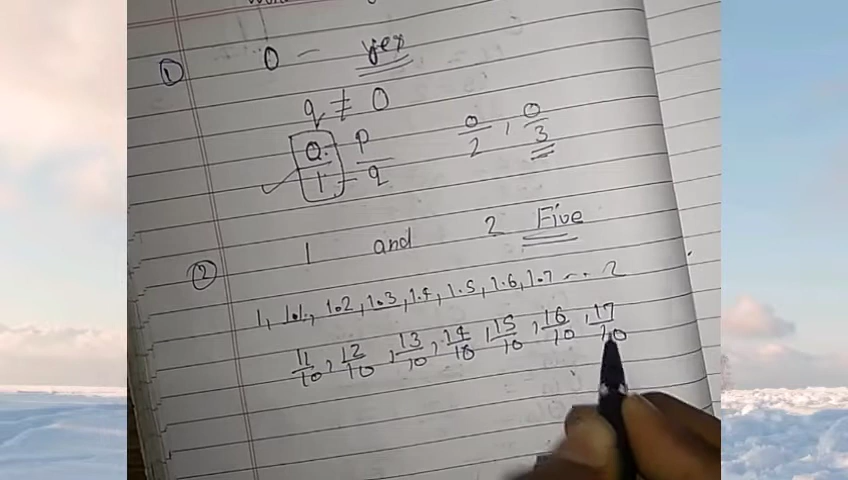 ① 0 - yes
q ≠ 0
0/1 = p/q 0/2 , 0/3
② 1 and 2 Five
1, 1.1, 1.2, 1.3, 1.4, 1.5, 1.6, 1.7 -.. 2
11/10, 12/10, 13/10, 14/10, 15/10, 16/10, 17/10